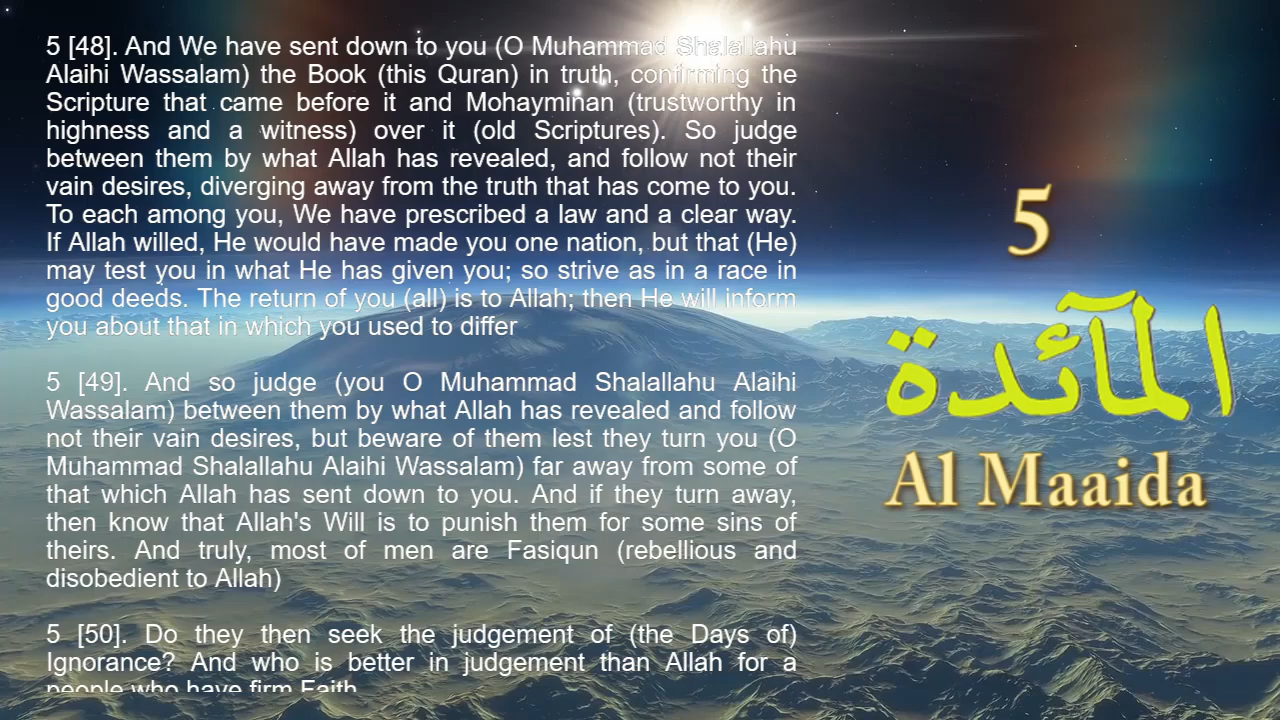 5 [48]. And We have sent down to you (O Muhammad Shalallahu
Alaihi Wassalam) the Book (this Quran) in truth, confirming the
Scripture that came before it and Mohayminan (trustworthy in
highness and a witness) over it (old Scriptures). So judge
between them by what Allah has revealed, and follow not their
vain desires, diverging away from the truth that has come to you.
To each among you, We have prescribed a law and a clear way.
If Allah willed, He would have made you one nation, but that (He)
may test you in what He has given you; so strive as in a race in
good deeds. The return of you (all) is to Allah; then He will inform
you about that in which you used to differ
5 [49]. And so judge (you O Muhammad Shalallahu Alaihi
Wassalam) between them by what Allah has revealed and follow
not their vain desires, but beware of them lest they turn you (O
Muhammad Shalallahu Alaihi Wassalam) far away from some of
that which Allah has sent down to you. And if they turn away,
then know that Allah's Will is to punish them for some sins of
theirs. And truly, most of men are Fasiqun (rebellious and
disobedient to Allah)
5 [50]. Do they then seek the judgement of (the Days of)
Ignorance? And who is better in judgement than Allah for a
people who have firm Faith
5
المآئدة
Al Maaida